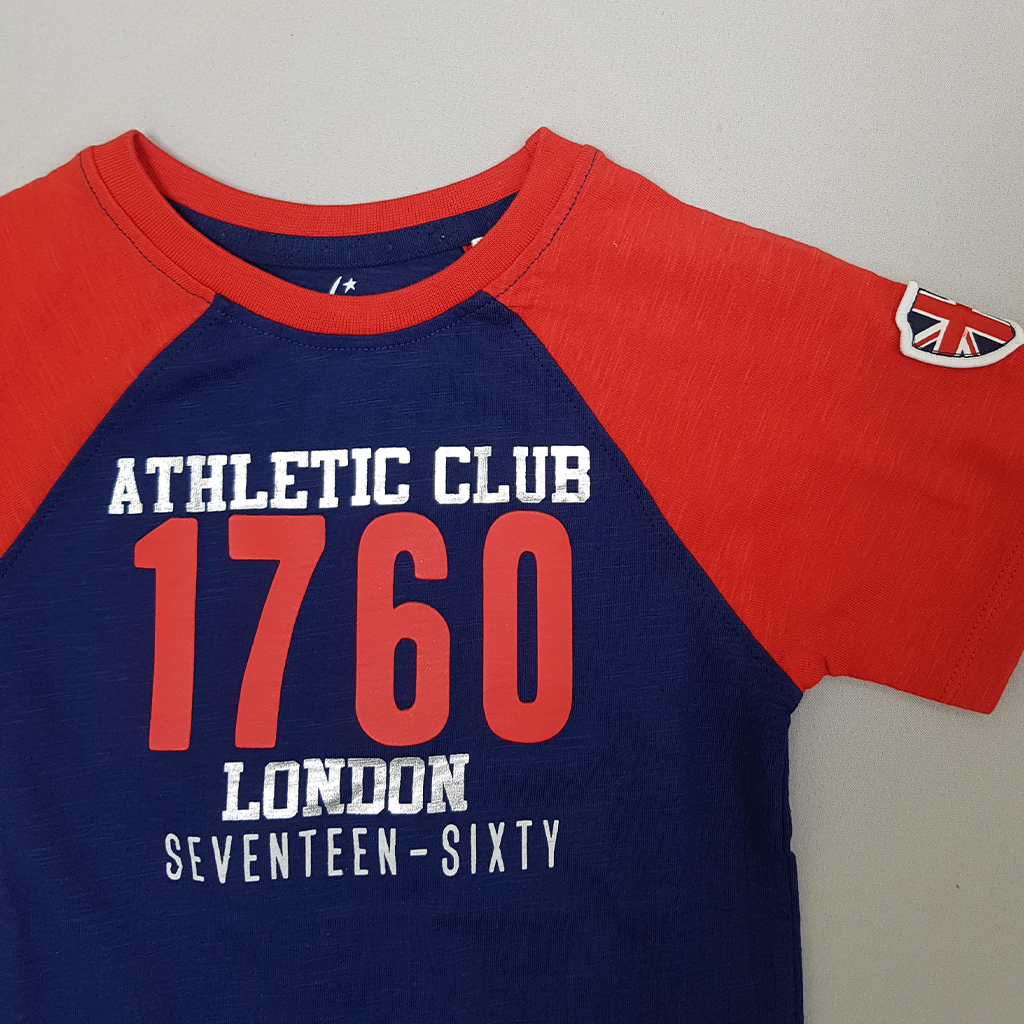 ATHLETIC CLUB
1760
LONDON
SEVENTEEN-SIXTY